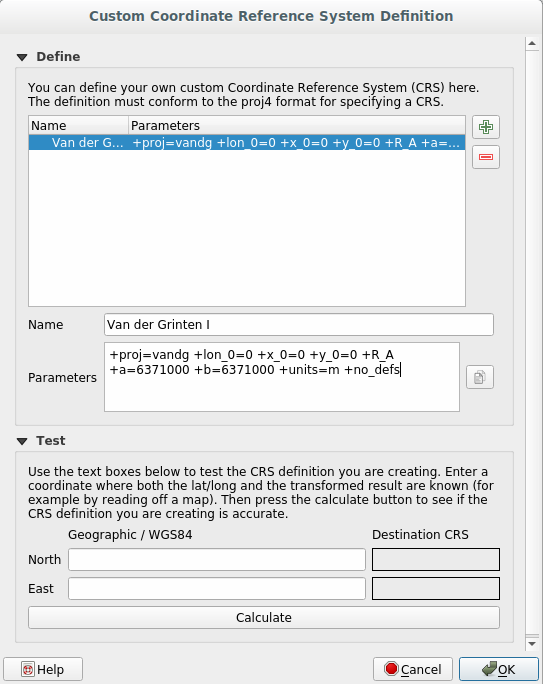 Custom Coordinate Reference System Definition
Define
You can define your own custom Coordinate Reference System (CRS) here.
The definition must conform to the proj4 format for specifying a CRS.
Name Parameters
Van der G... +proj=vandg +lon_0=0 +x_0=0 +y_0=0 +R_A +a=...
Name Van der Grinten I
+proj=vandg +lon_0=0 +x_0=0 +y_0=0 +R_A
+a=6371000 +b=6371000 +units=m +no_defs
Parameters
Test
Use the text boxes below to test the CRS definition you are creating. Enter a
coordinate where both the lat/long and the transformed result are known (for
example by reading off a map). Then press the calculate button to see if the
CRS definition you are creating is accurate.
Geographic / WGS84 Destination CRS
North
East
Calculate
Help Cancel OK